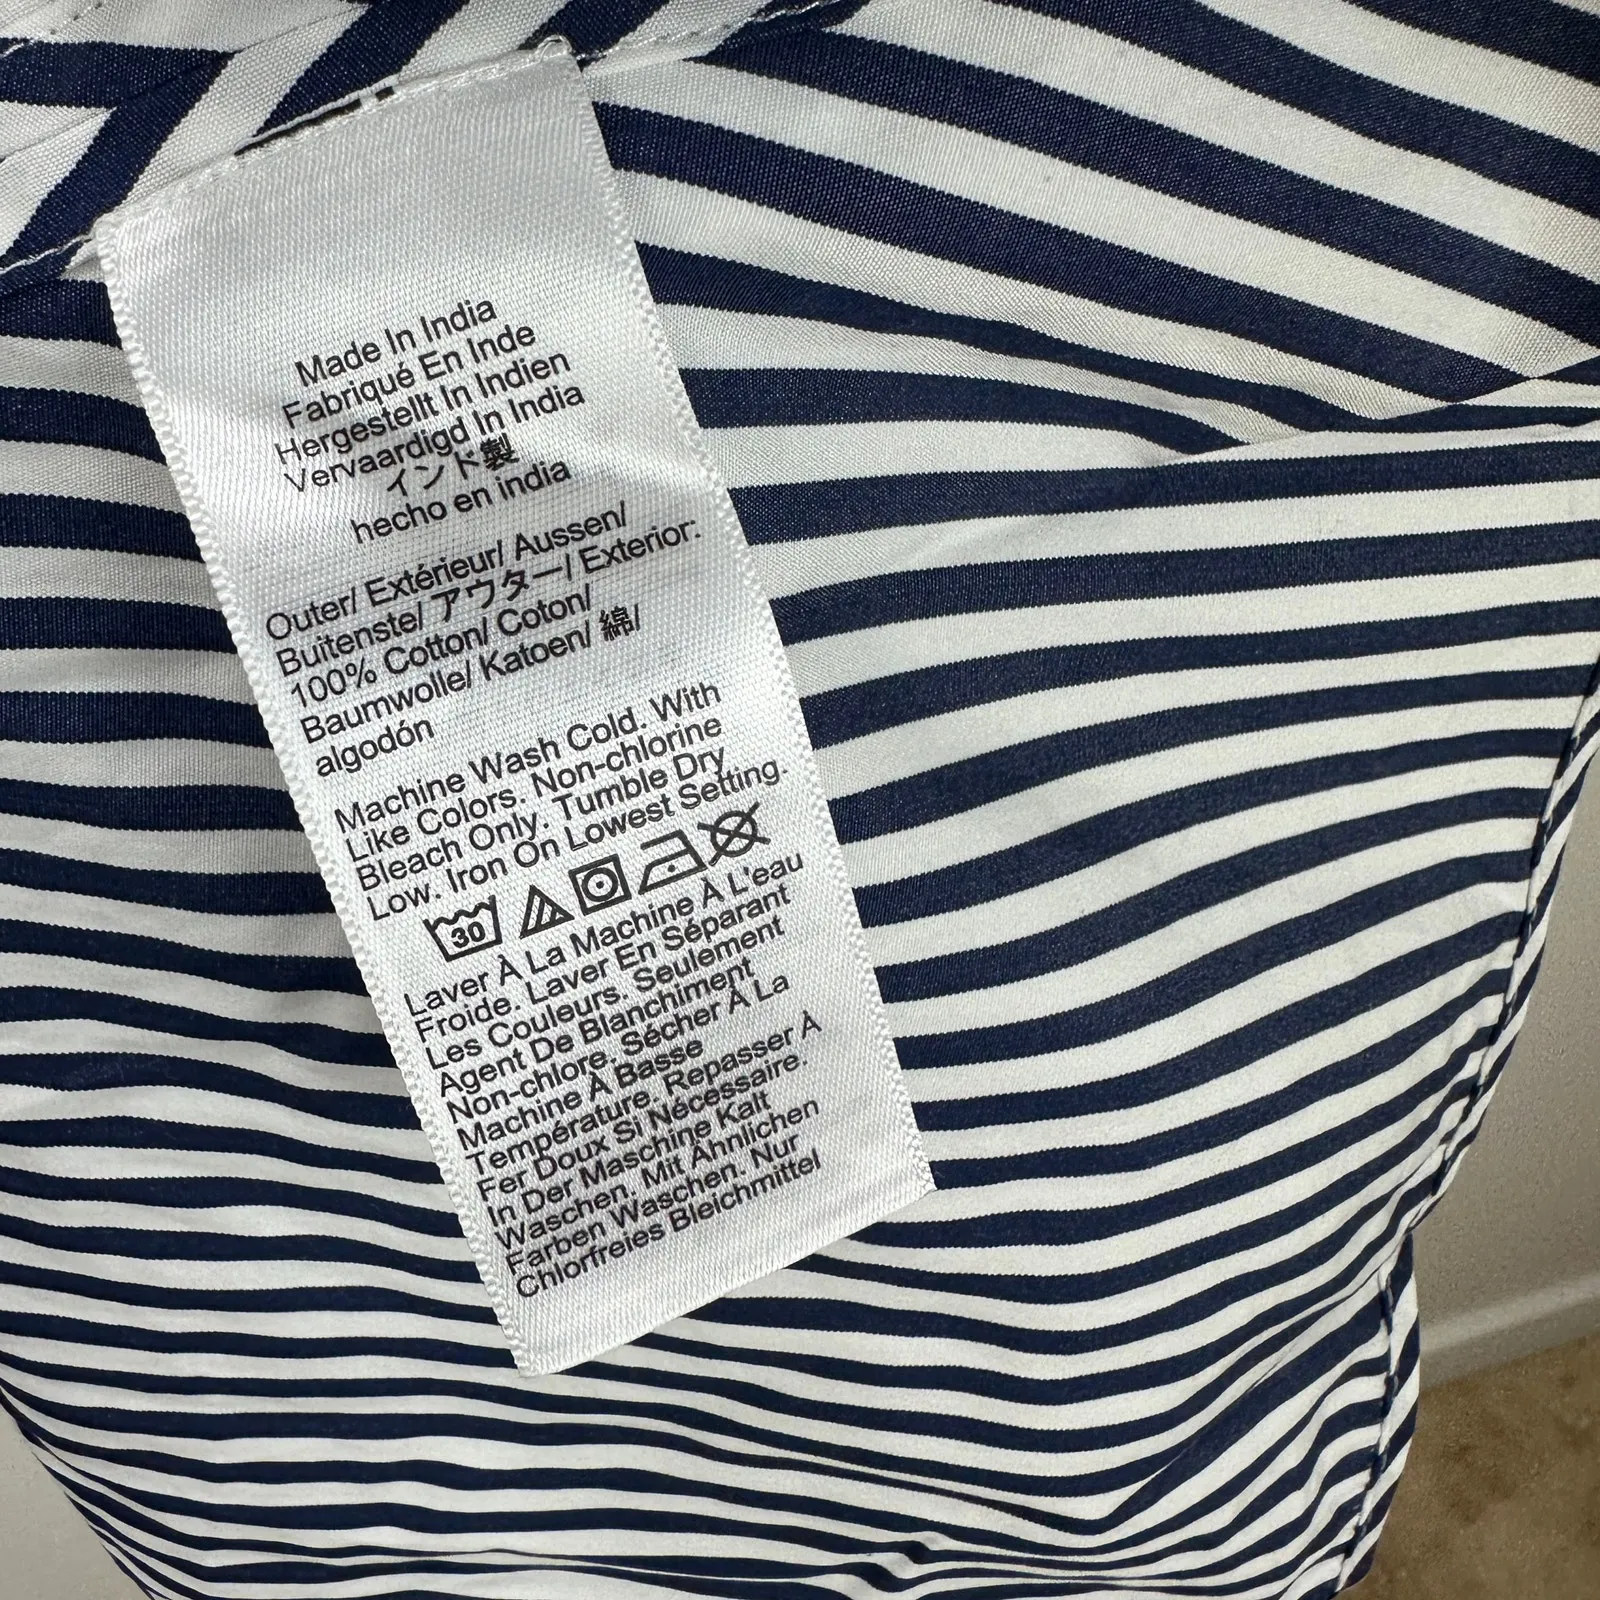 Made In India
Fabriqué En Inde
Hergestellt In Indien
Vervaardigd In India
インド製
hecho en india
Outer/ Extérieur/ Aussen/
Buitenste/ アウター/ Exterior:
100% Cotton/ Coton/
Baumwolle/ Katoen/ 綿/
algodón
Machine Wash Cold. With
Like Colors. Non-chlorine
Bleach Only. Tumble Dry
Low. Iron On Lowest Setting.
30
Laver À La Machine À L'eau
Froide. Laver En Séparant
Les Couleurs. Seulement
Agent De Blanchiment
Non-chlore. Sécher À La
Machine À Basse
Température. Repasser À
Fer Doux Si Nécessaire.
In Der Maschine Kalt
Waschen. Mit Ähnlichen
Farben Waschen. Nur
Chlorfreies Bleichmittel